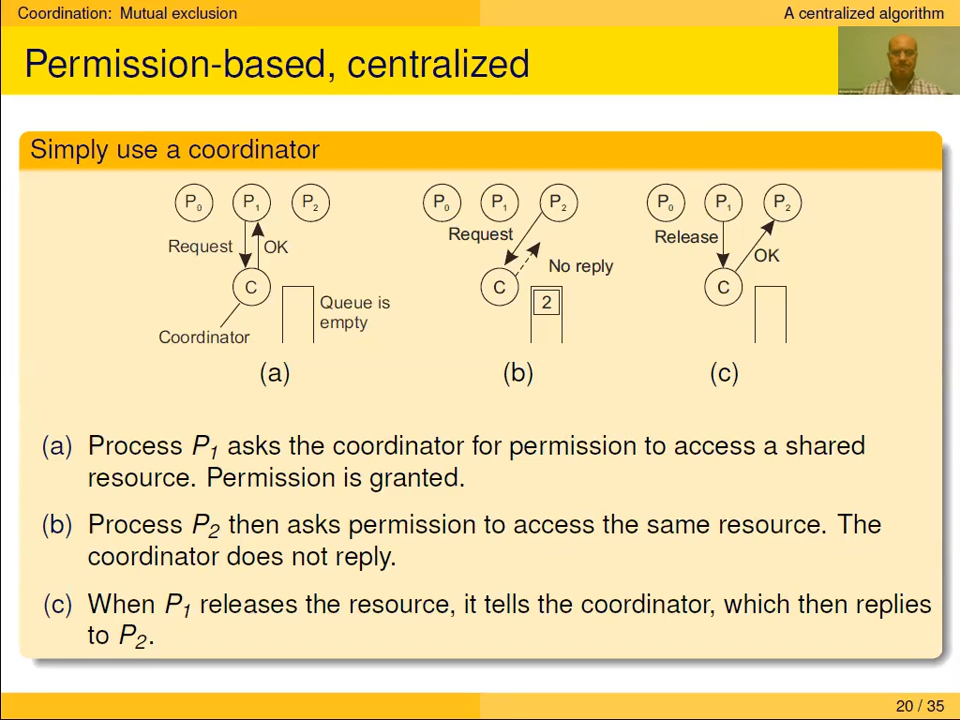 Coordination: Mutual exclusion
A centralized algorithm
Permission-based, centralized
Simply use a coordinator
P0 P1 P2
Request OK
C
Queue is
empty
Coordinator
(a)
P0 P1 P2
Request
No reply
C
2
(b)
P0 P1 P2
Release
OK
C
(c)
(a) Process P1 asks the coordinator for permission to access a shared
resource. Permission is granted.
(b) Process P2 then asks permission to access the same resource. The
coordinator does not reply.
(c) When P1 releases the resource, it tells the coordinator, which then replies
to P2.
20 / 35